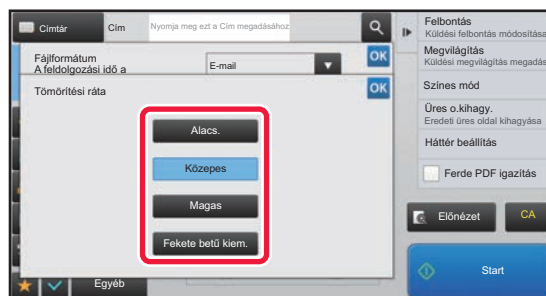 Címtár
Cím
Nyomja meg ezt a Cím megadásához
Fájlformátum
A feldolgozási idő a
E-mail
OK
Tömörítési ráta
OK
Alacs.
Közepes
Magas
Fekete betű kiem.
Egyéb
Felbontás
Küldési felbontás módosítása
Megvilágítás
Küldési megvilágítás megadás
Színes mód
Üres o.kihagy.
Eredeti üres oldal kihagyása
Háttér beállítás
Ferde PDF igazítás
Előnézet
CA
Start